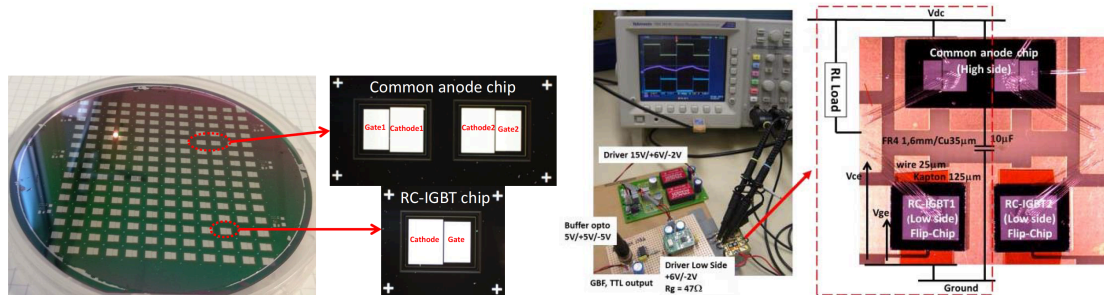 Common anode chip
Gate1
Cathode1
Cathode2
Gate2
RC-IGBT chip
Cathode
Gate
Tektronix
Driver 15V/+6V/-2V
Buffer opto
5V/+5V/-5V
GBF, TTL output
Driver Low Side
+6V/-2V
Rg = 47Ω
Vdc
Common anode chip
(High side)
RL Load
FR4 1,6mm/Cu35µm
10µF
wire 25µm
Kapton 125µm
Vce
Vge
RC-IGBT1
(Low side)
Flip-Chip
RC-IGBT2
(Low side)
Flip-Chip
Ground